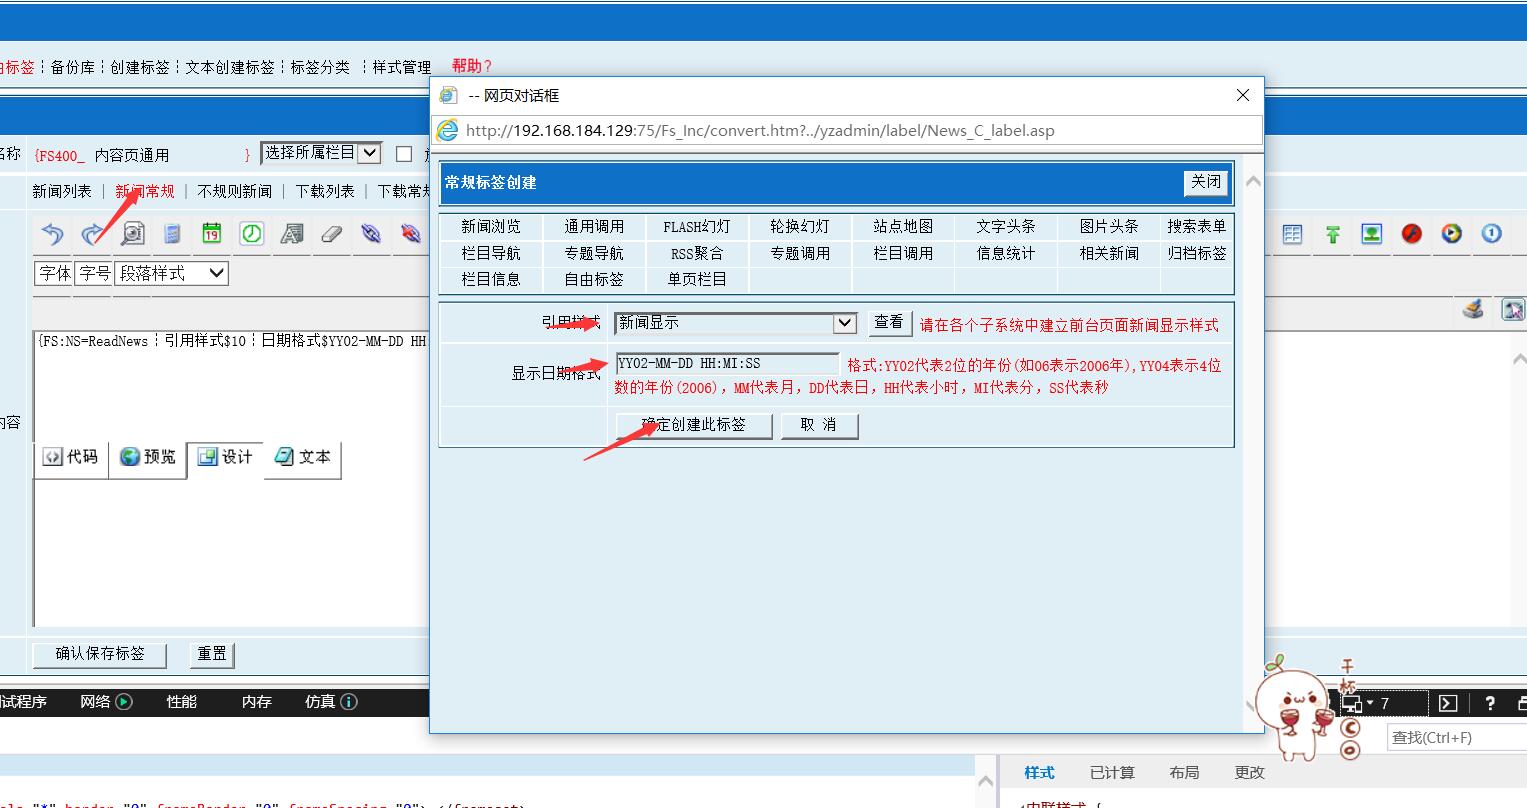 由标签┆备份库┆创建标签┆文本创建标签┆标签分类 ┆样式管理 帮助?
-- 网页对话框
http://192.168.184.129:75/Fs_Inc/convert.htm?../yzadmin/label/News_C_label.asp
名称 {FS400_ 内容页通用 } 选择所属栏目
常规标签创建 关闭
新闻列表 | 新闻常规 | 不规则新闻 | 下载列表 | 下载常规
新闻浏览 通用调用 FLASH幻灯 轮换幻灯 站点地图 文字头条 图片头条 搜索表单
栏目导航 专题导航 RSS聚合 专题调用 栏目调用 信息统计 相关新闻 归档标签
栏目信息 自由标签 单页栏目
19
字体 字号 段落样式
引用样式 新闻显示 查看 请在各个子系统中建立前台页面新闻显示样式
{FS:NS=ReadNews┆引用样式$10┆日期格式$YY02-MM-DD HH
显示日期格式 YY02-MM-DD HH:MI:SS 格式:YY02代表2位的年份(如06表示2006年),YY04表示4位
数的年份(2006)，MM代表月，DD代表日，HH代表小时，MI代表分，SS代表秒
内容
确定创建此标签 取 消
代码 预览 设计 文本
确认保存标签 重置
干
杯
试程序 网络 性能 内存 仿真 7 ?
查找(Ctrl+F)
样式 已计算 布局 更改